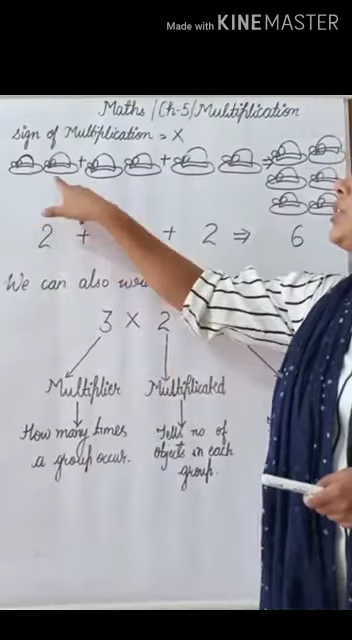 Made with KINEMASTER
Maths/Ch-5/Multiplication
sign of Multiplication = X
+ +
2 + + 2 ⇒ 6
We can also
3 X 2
Multiplier Multiplicated
How many times
a group occur.
Tells no of
objects in each
group.